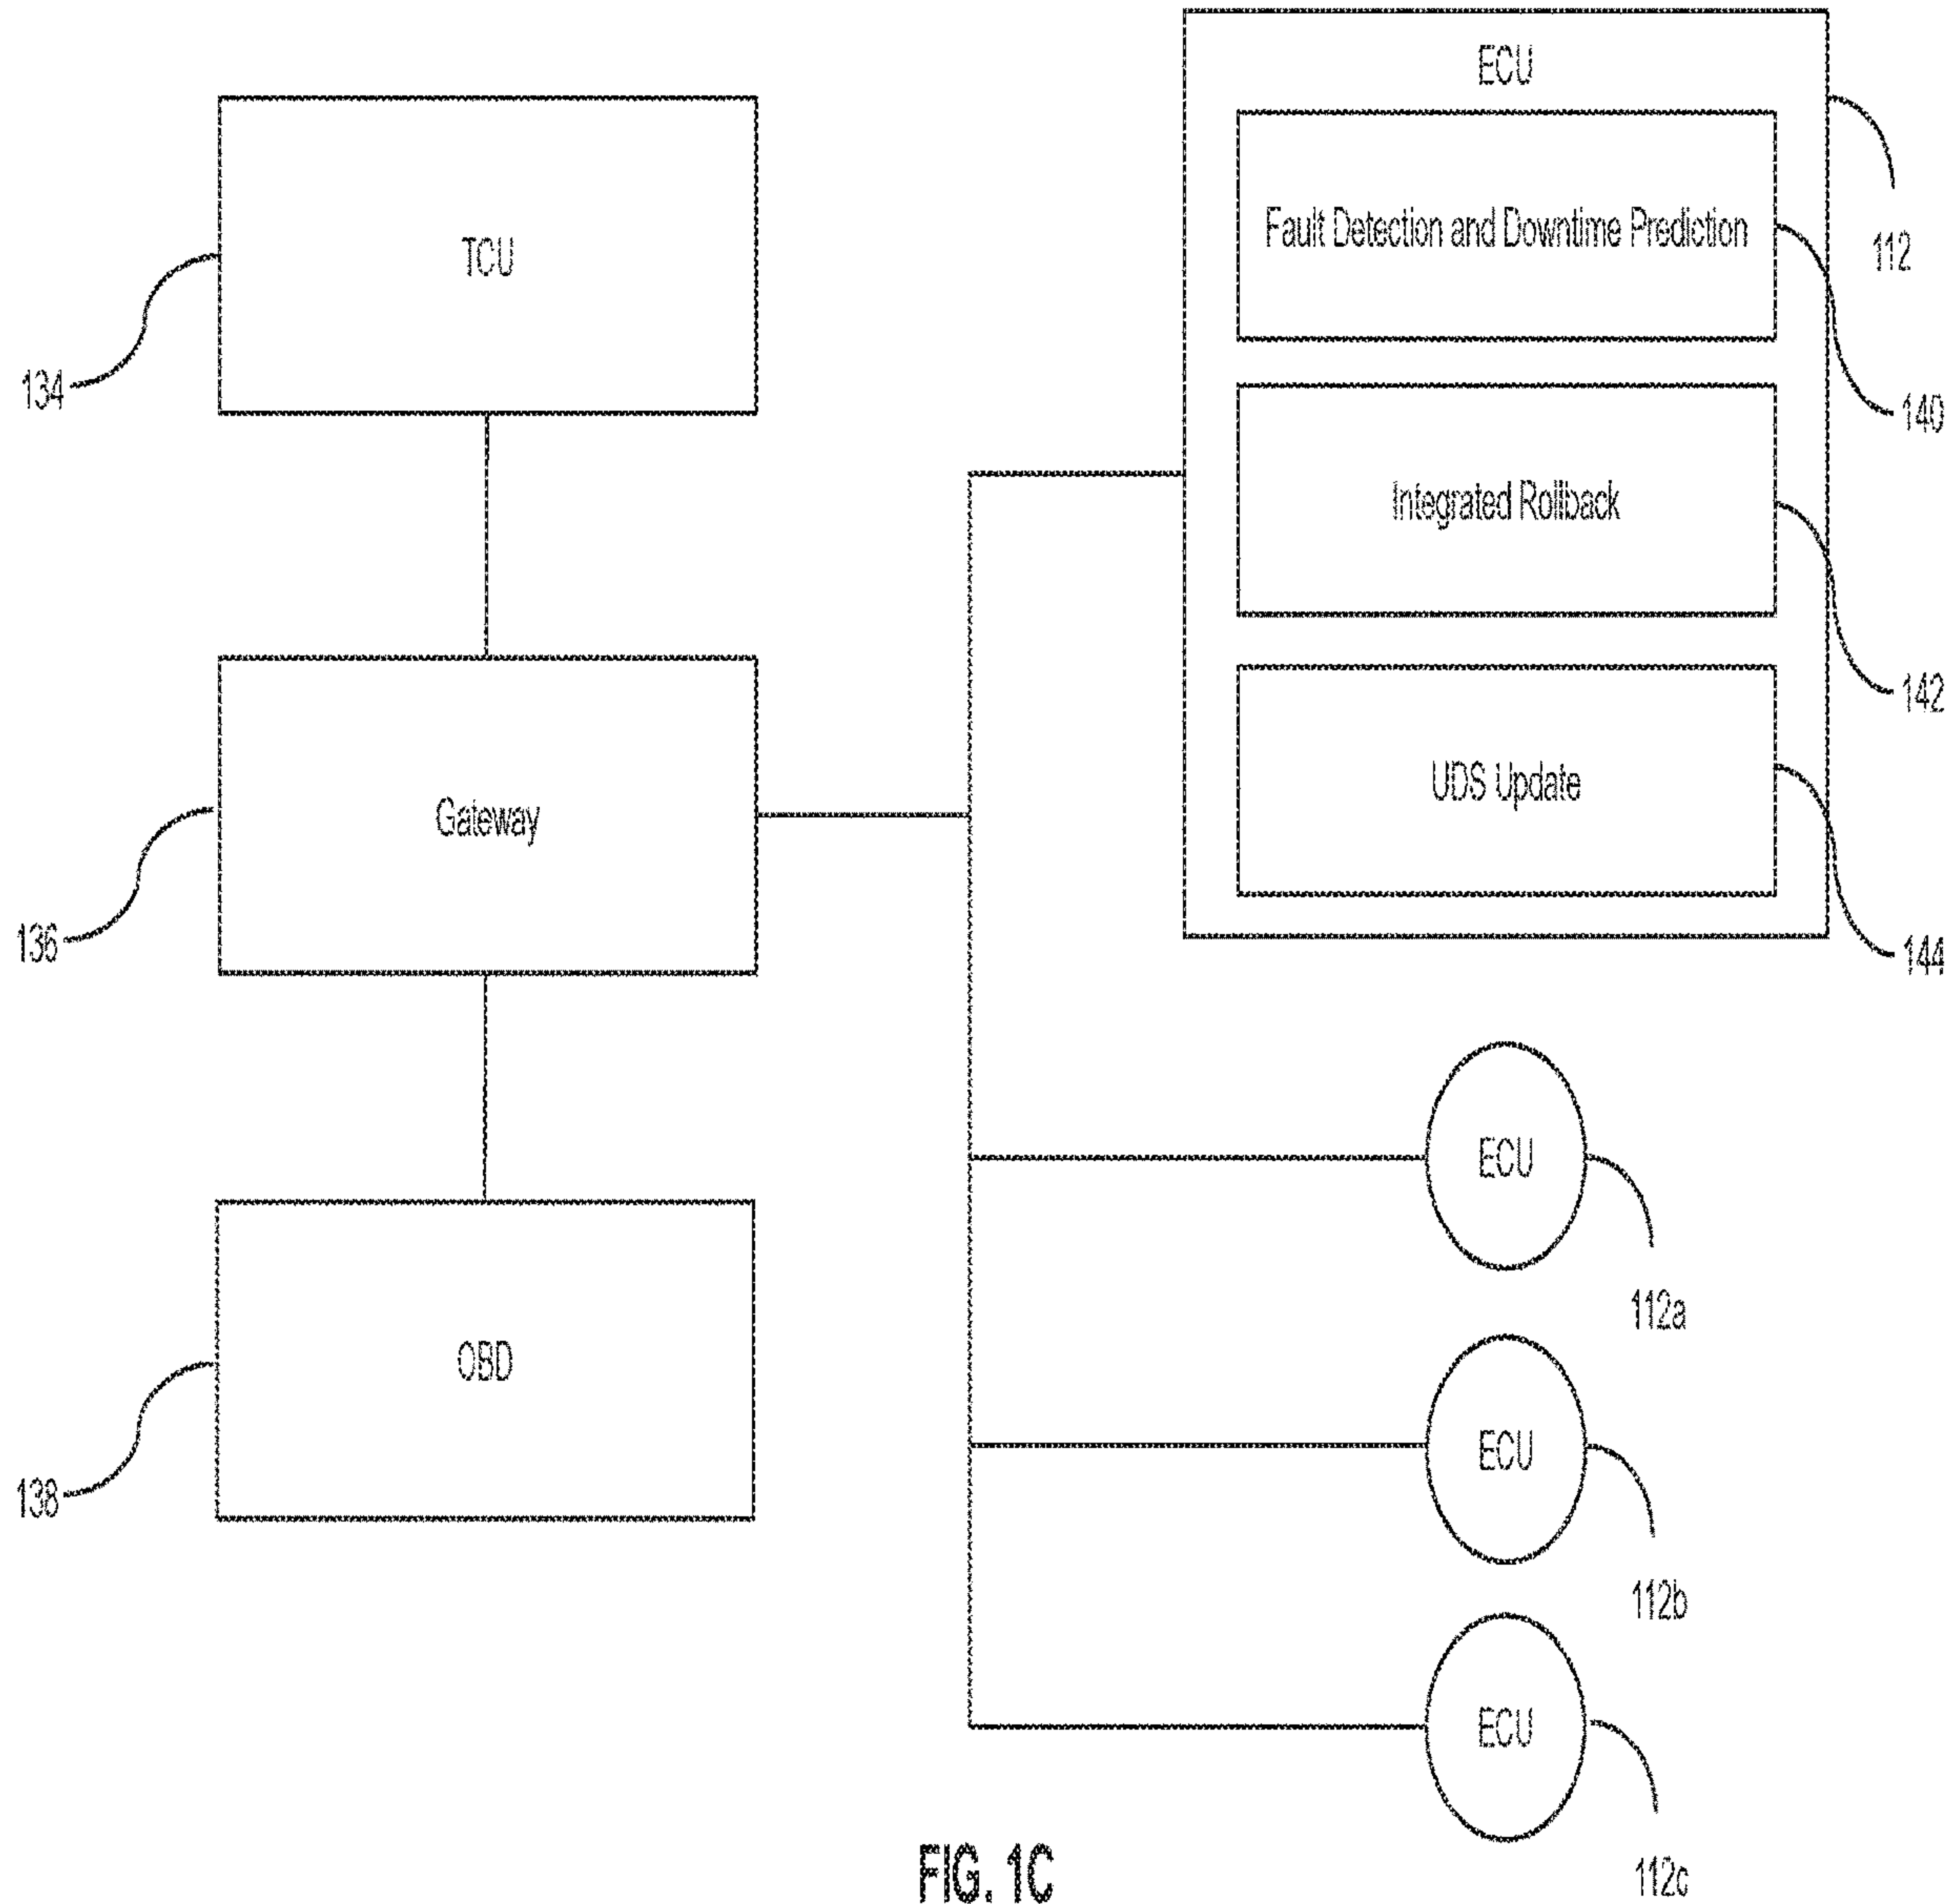 ECU
TCU
Fault Detection and Downtime Prediction
112
134
140
Integrated Rollback
142
UDS Update
Gateway
136
144
ECU
112a
OBD
138
ECU
112b
ECU
112c
FIG. 1C